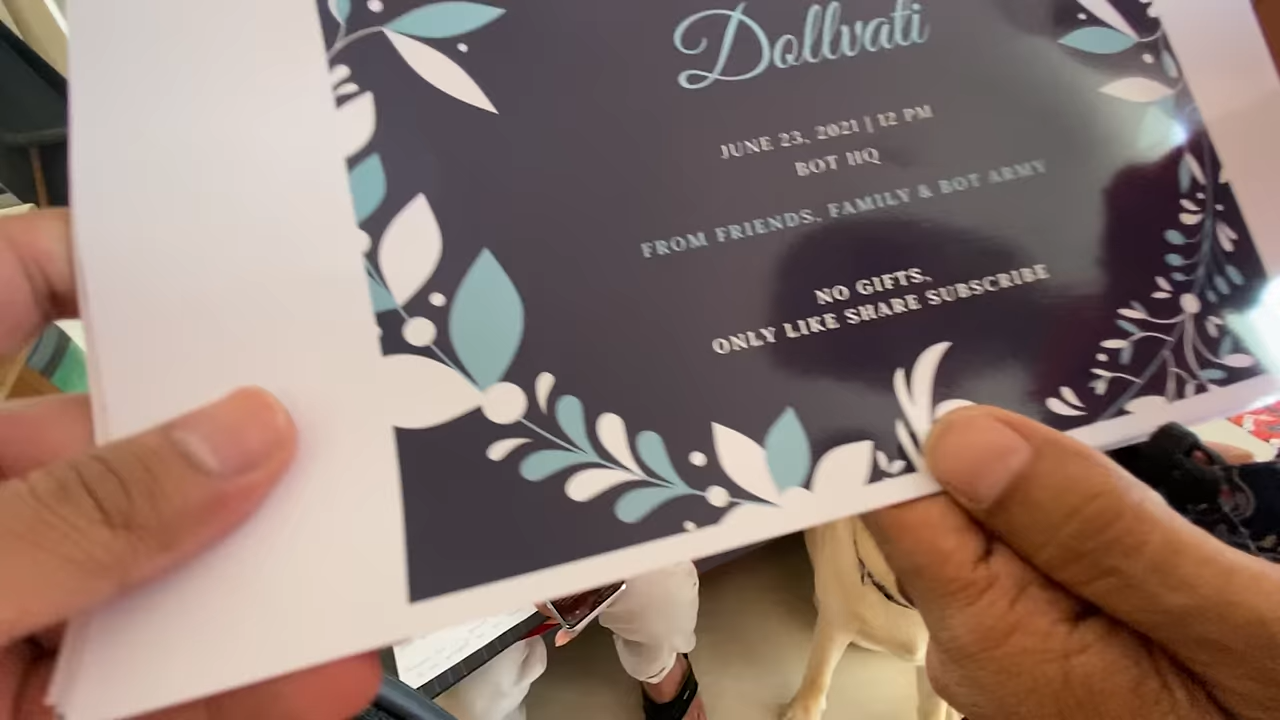 Dollvati
JUNE 23, 2021 | 12 PM
BOT HQ
FROM FRIENDS, FAMILY & BOT ARMY
NO GIFTS,
ONLY LIKE SHARE SUBSCRIBE